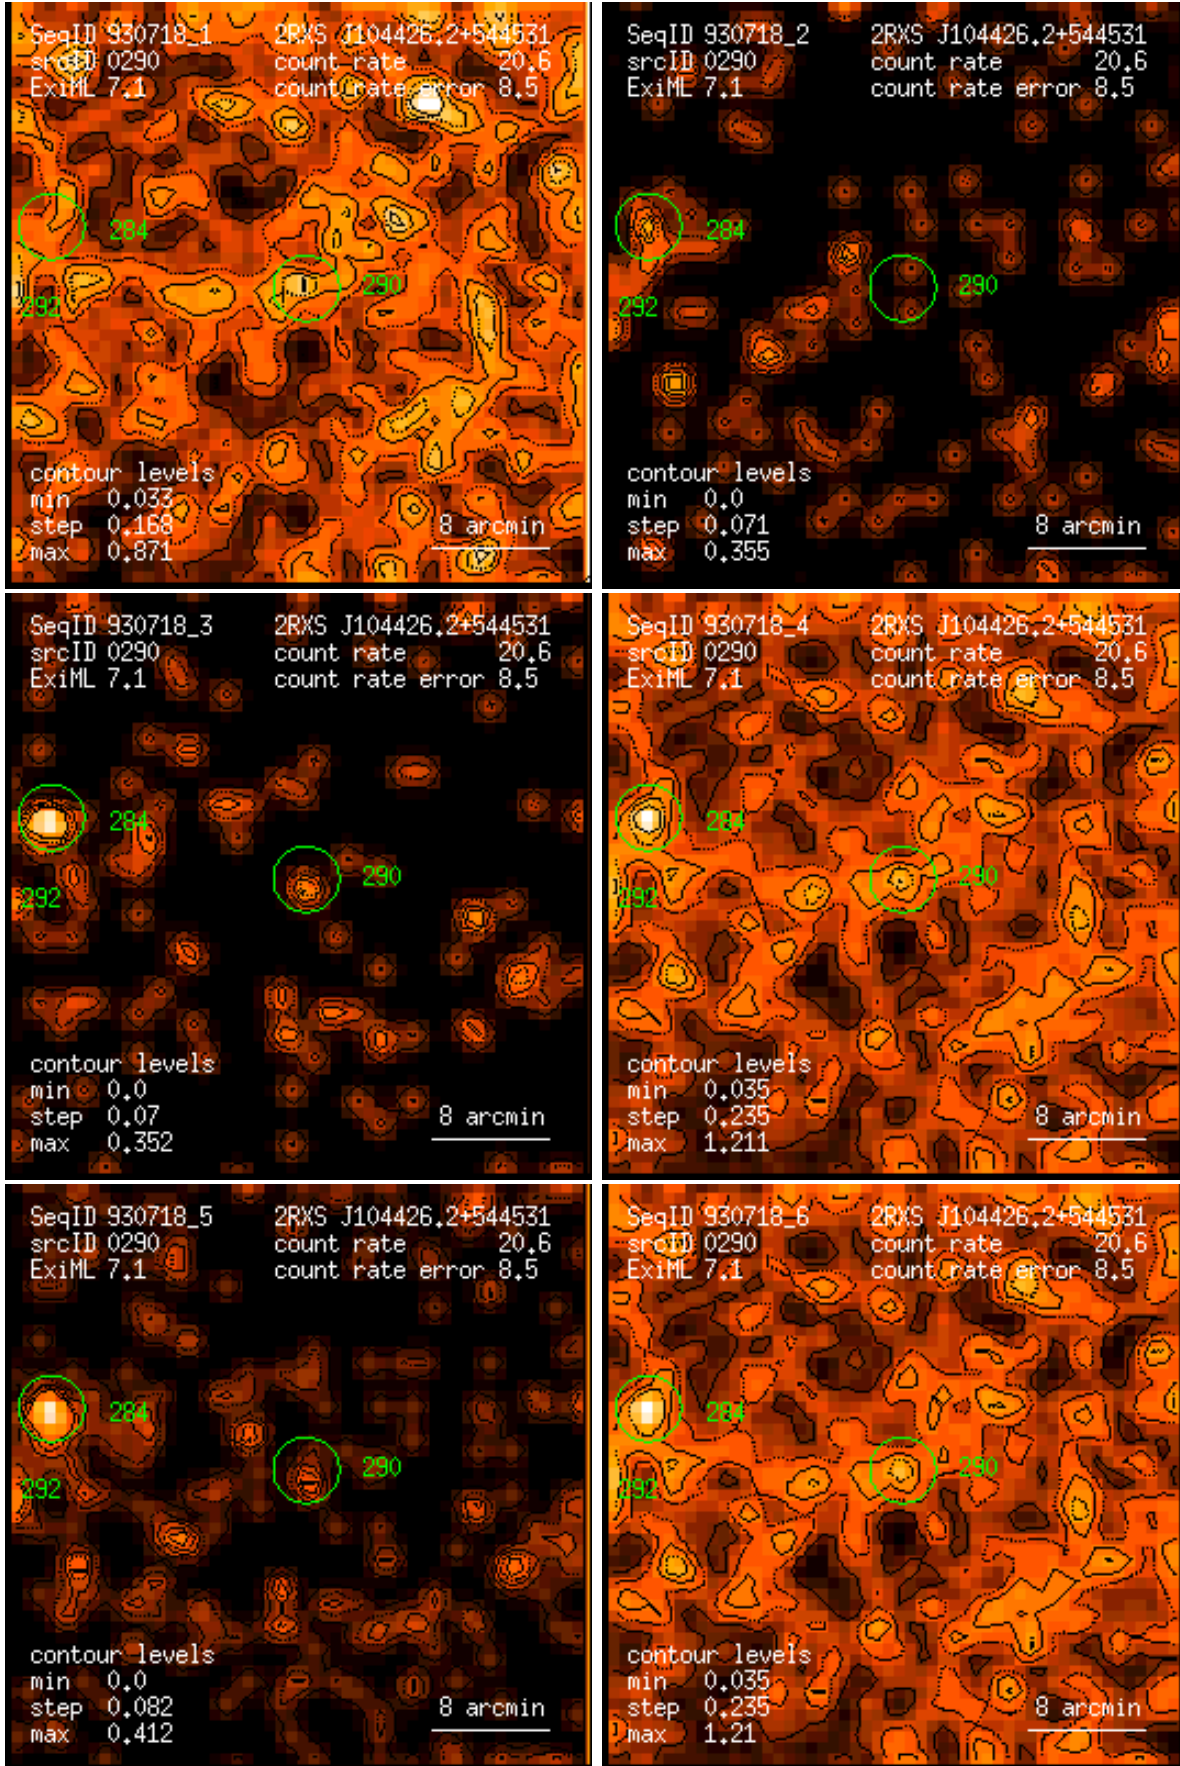 SeqID 930718_1 2RXS J104426.2+544531
srcID 0290 count rate 20.6
ExiML 7.1 count rate error 8.5
284
290
292
contour levels
min 0.033
step 0.168
max 0.871
8 arcmin
SeqID 930718_2 2RXS J104426.2+544531
srcID 0290 count rate 20.6
ExiML 7.1 count rate error 8.5
284
290
292
contour levels
min 0.0
step 0.071
max 0.355
8 arcmin
SeqID 930718_3 2RXS J104426.2+544531
srcID 0290 count rate 20.6
ExiML 7.1 count rate error 8.5
284
290
292
contour levels
min 0.0
step 0.07
max 0.352
8 arcmin
SeqID 930718_4 2RXS J104426.2+544531
srcID 0290 count rate 20.6
ExiML 7.1 count rate error 8.5
284
290
292
contour levels
min 0.035
step 0.235
max 1.211
8 arcmin
SeqID 930718_5 2RXS J104426.2+544531
srcID 0290 count rate 20.6
ExiML 7.1 count rate error 8.5
284
290
292
contour levels
min 0.0
step 0.082
max 0.412
8 arcmin
SeqID 930718_6 2RXS J104426.2+544531
srcID 0290 count rate 20.6
ExiML 7.1 count rate error 8.5
284
290
292
contour levels
min 0.035
step 0.235
max 1.21
8 arcmin